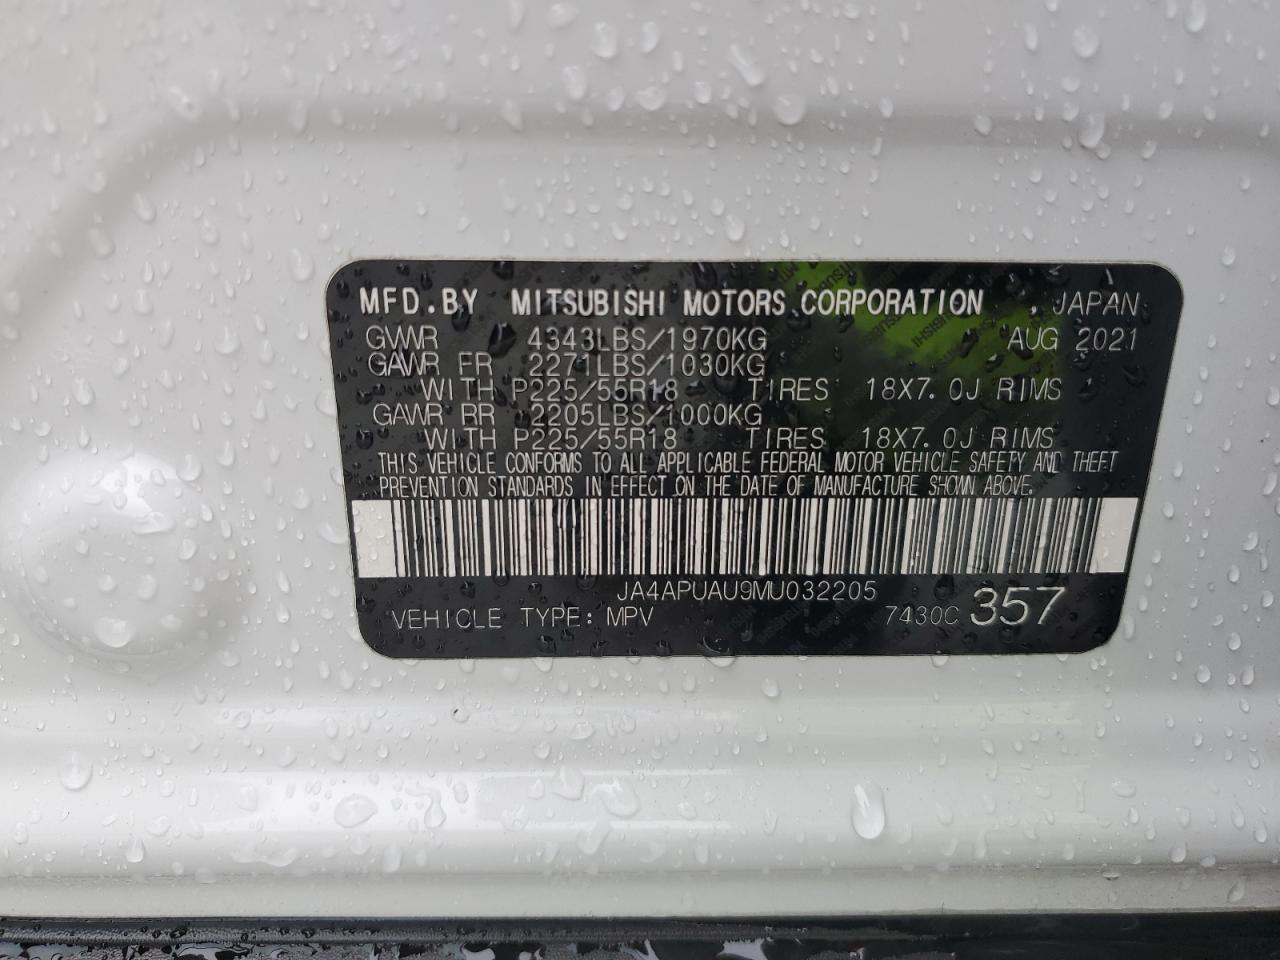 MFD.BY MITSUBISHI MOTORS CORPORATION , JAPAN
GVWR 4343LBS/1970KG AUG 2021
GAWR FR 2271LBS/1030KG
WITH P225/55R18 TIRES 18X7.0J RIMS
GAWR RR 2205LBS/1000KG
WITH P225/55R18 TIRES 18X7.0J RIMS
THIS VEHICLE CONFORMS TO ALL APPLICABLE FEDERAL MOTOR VEHICLE SAFETY AND THEFT
PREVENTION STANDARDS IN EFFECT ON THE DATE OF MANUFACTURE SHOWN ABOVE.
JA4APUAU9MU032205
VEHICLE TYPE: MPV 7430C 357